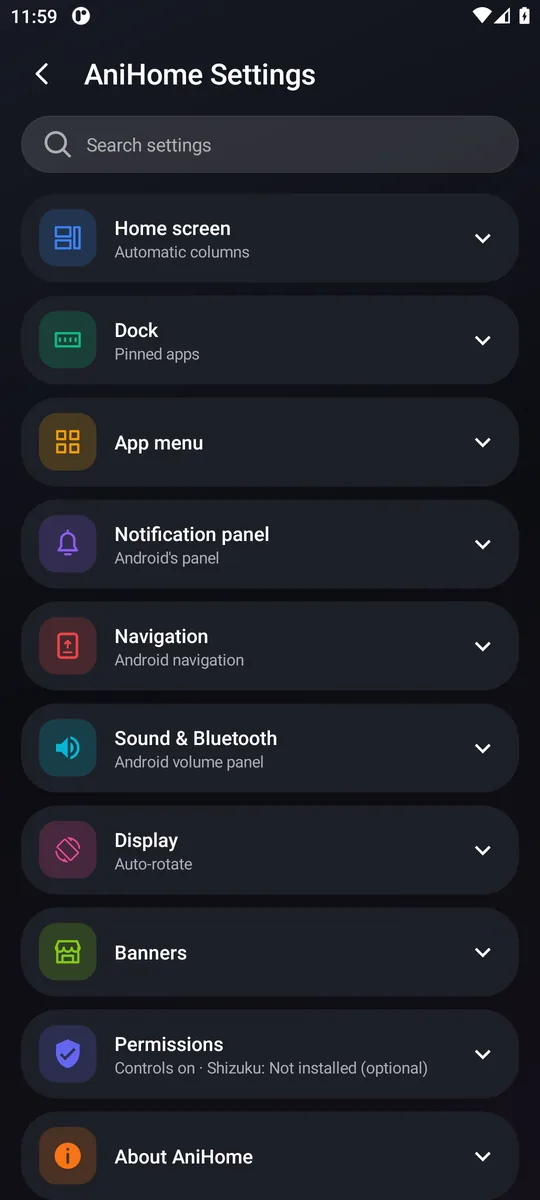 11:59
AniHome Settings
Search settings
Home screen
Automatic columns
Dock
Pinned apps
App menu
Notification panel
Android's panel
Navigation
Android navigation
Sound & Bluetooth
Android volume panel
Display
Auto-rotate
Banners
Permissions
Controls on · Shizuku: Not installed (optional)
About AniHome